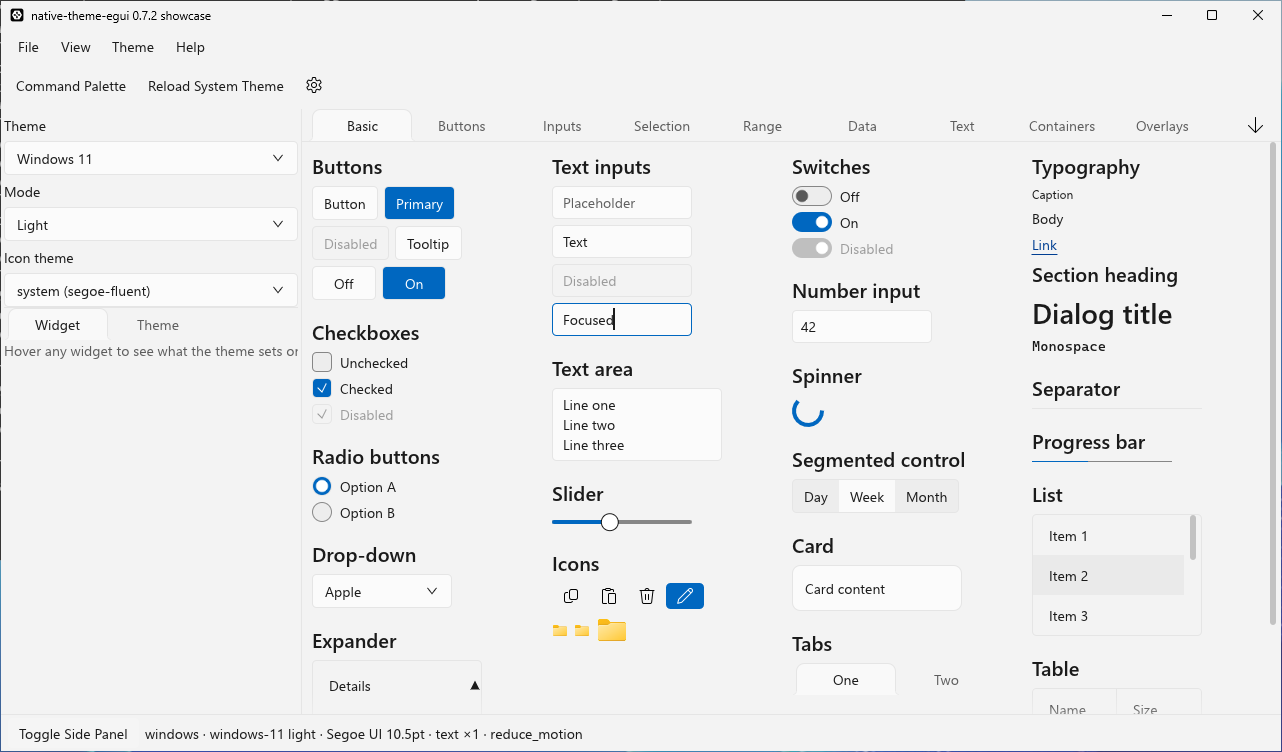 native-theme-egui 0.7.2 showcase
File View Theme Help
Command Palette Reload System Theme
Theme
Windows 11
Mode
Light
Icon theme
system (segoe-fluent)
Widget Theme
Hover any widget to see what the theme sets or
Basic Buttons Inputs Selection Range Data Text Containers Overlays
Buttons
Button Primary
Disabled Tooltip
Off On
Checkboxes
Unchecked
Checked
Disabled
Radio buttons
Option A
Option B
Drop-down
Apple
Expander
Details
Text inputs
Placeholder
Text
Disabled
Focused
Text area
Line one
Line two
Line three
Slider
Icons
Switches
Off
On
Disabled
Number input
42
Spinner
Segmented control
Day Week Month
Card
Card content
Tabs
One Two
Typography
Caption
Body
Link
Section heading
Dialog title
Monospace
Separator
Progress bar
List
Item 1
Item 2
Item 3
Table
Name Size
Toggle Side Panel windows · windows-11 light · Segoe UI 10.5pt · text ×1 · reduce_motion